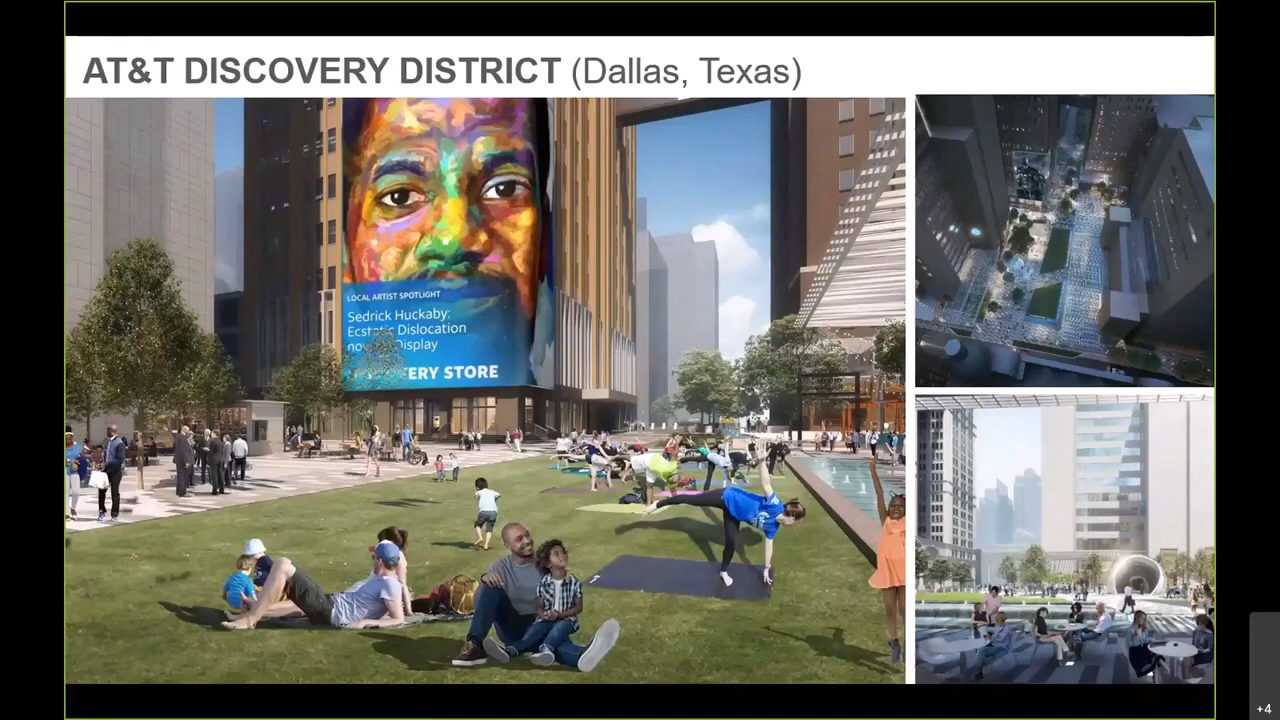 AT&T DISCOVERY DISTRICT (Dallas, Texas)
LOCAL ARTIST SPOTLIGHT
Sedrick Huckaby:
Ecstatic Dislocation
Display
STORE
+4